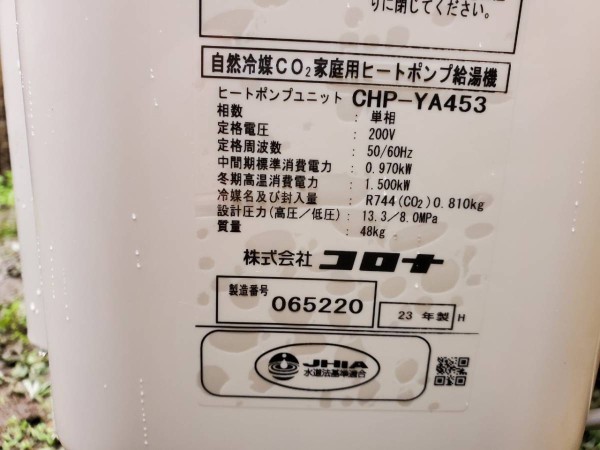 りに閉じてください。
自然冷媒CO₂家庭用ヒートポンプ給湯機
ヒートポンプユニット CHP-YA453
相数 : 単相
定格電圧 : 200V
定格周波数 : 50/60Hz
中間期標準消費電力 : 0.970kW
冬期高温消費電力 : 1.500kW
冷媒名及び封入量 : R744(CO₂)0.810kg
設計圧力(高圧/低圧) : 13.3/8.0MPa
質量 : 48kg
株式会社 コロナ
製造番号 065220
23 年製 H
JHIA
水道法基準適合